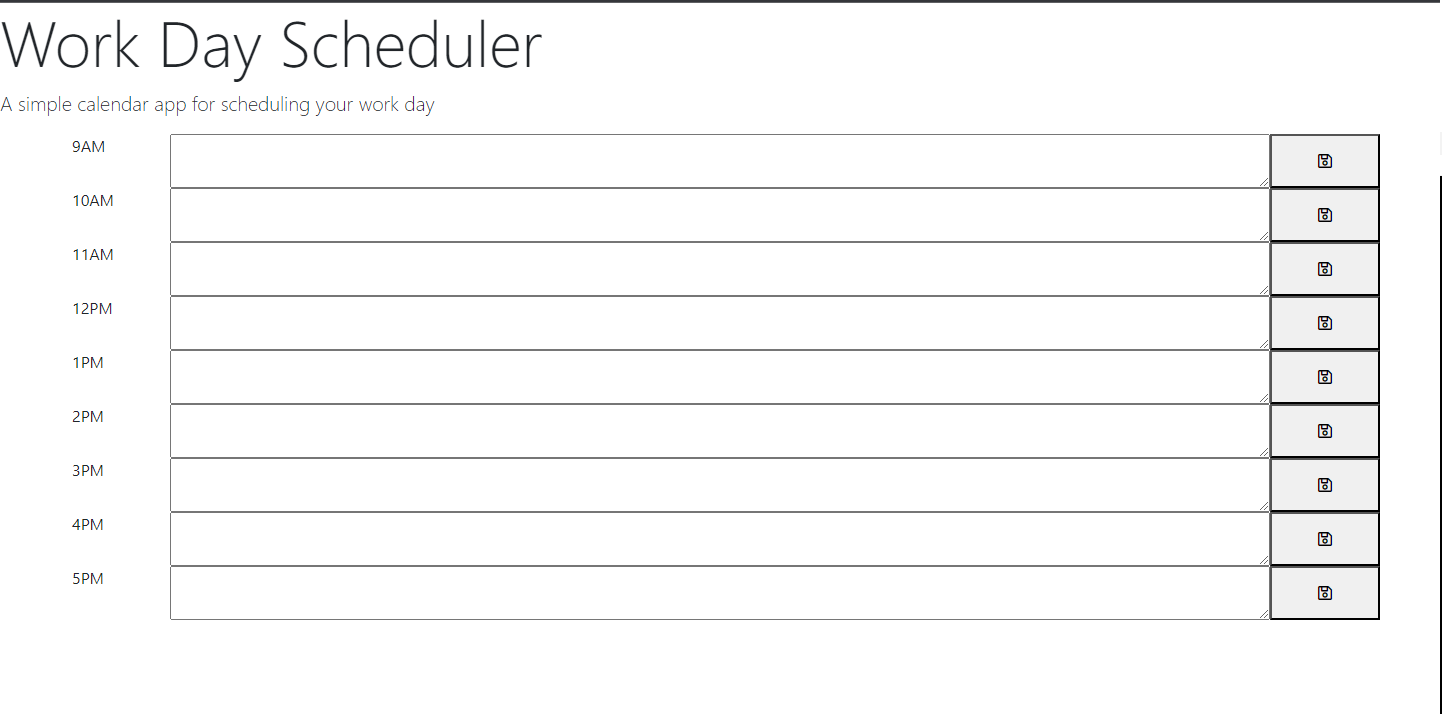 Work Day Scheduler
A simple calendar app for scheduling your work day
9AM
10AM
11AM
12PM
1PM
2PM
3PM
4PM
5PM